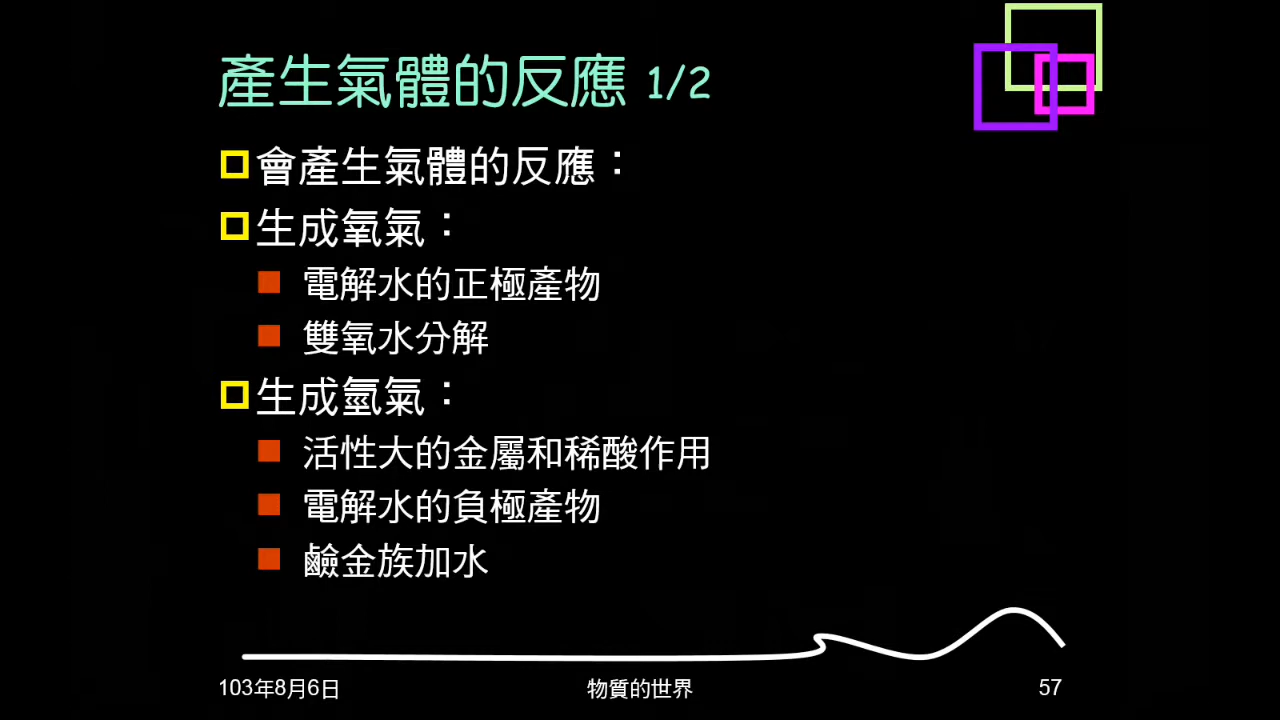 產生氣體的反應 1/2
會產生氣體的反應：
生成氧氣：
電解水的正極產物
雙氧水分解
生成氫氣：
活性大的金屬和稀酸作用
電解水的負極產物
鹼金族加水
103年8月6日
物質的世界
57